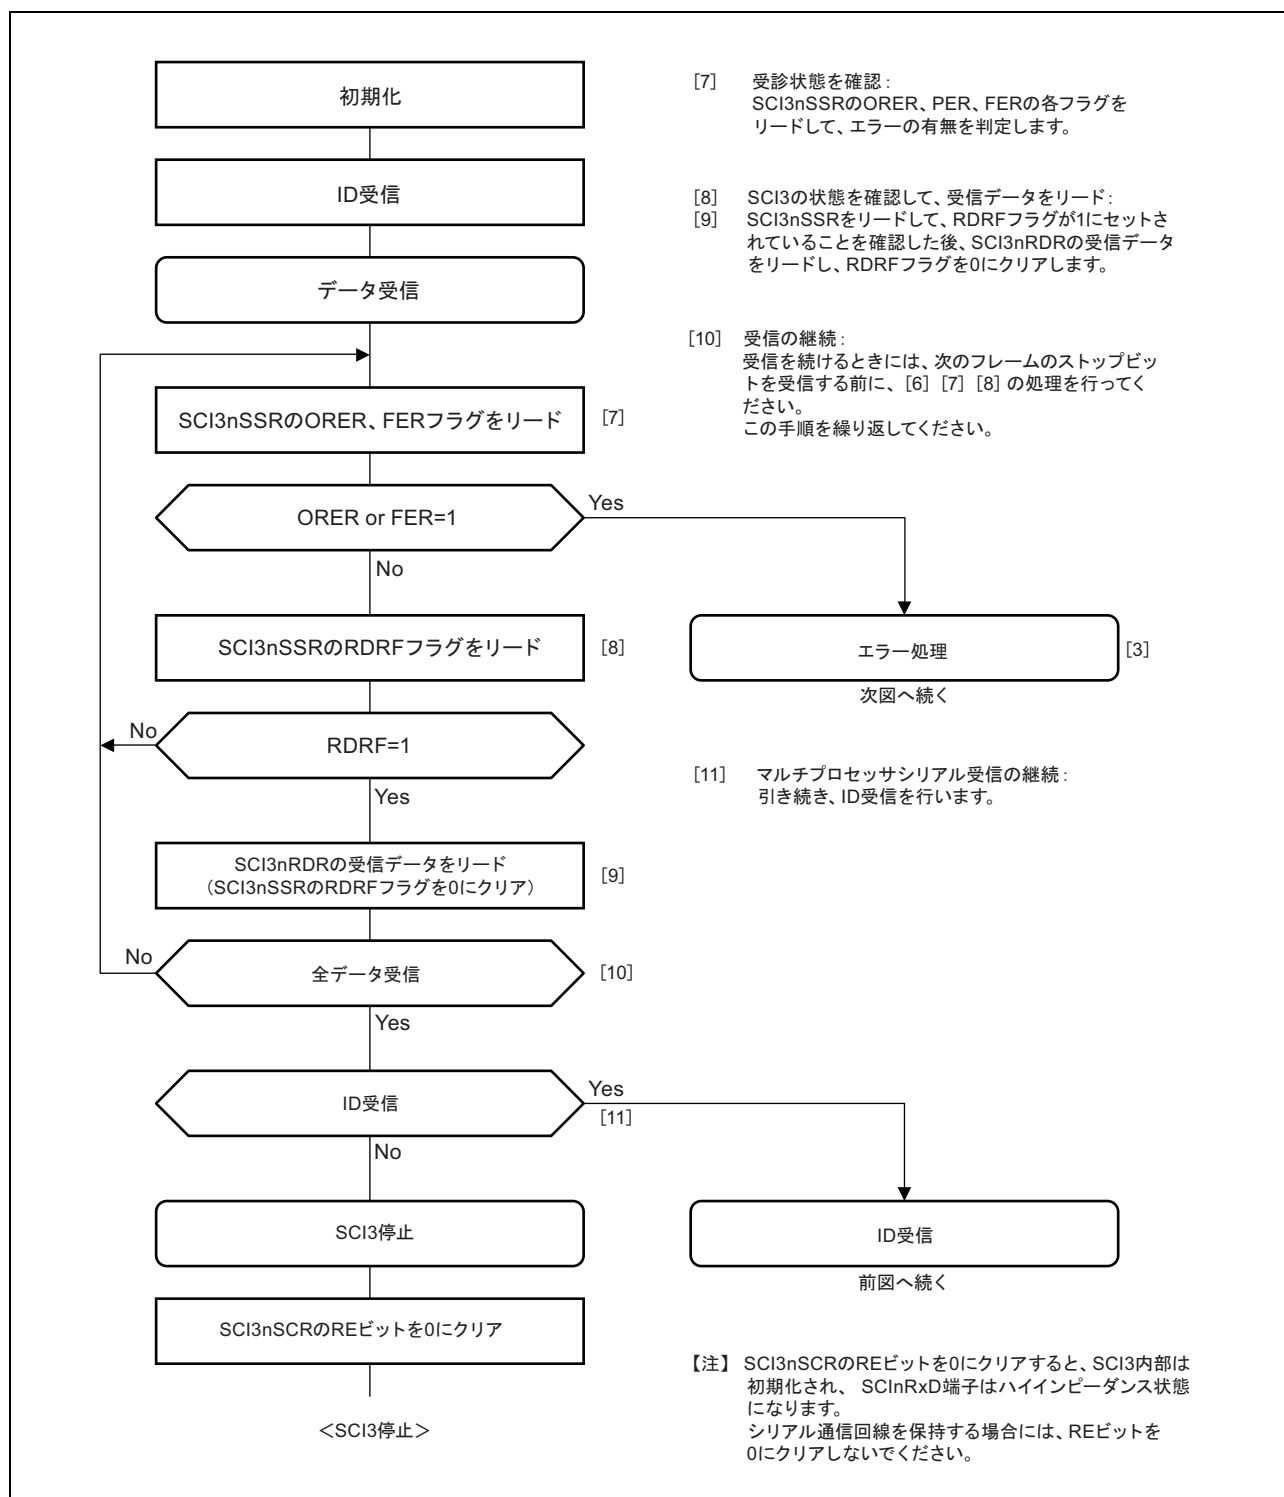 初期化
ID受信
データ受信
SCI3nSSRのORER、FERフラグをリード
[7]
ORER or FER=1
Yes
No
SCI3nSSRのRDRFフラグをリード
[8]
エラー処理
[3]
次図へ続く
No
RDRF=1
Yes
SCI3nRDRの受信データをリード
（SCI3nSSRのRDRFフラグを0にクリア）
[9]
No
全データ受信
[10]
Yes
ID受信
Yes
[11]
No
SCI3停止
ID受信
前図へ続く
SCI3nSCRのREビットを0にクリア
＜SCI3停止＞
[7] 受診状態を確認：
SCI3nSSRのORER、PER、FERの各フラグを
リードして、エラーの有無を判定します。
[8] SCI3の状態を確認して、受信データをリード：
[9] SCI3nSSRをリードして、RDRFフラグが1にセットさ
れていることを確認した後、SCI3nRDRの受信データ
をリードし、RDRFフラグを0にクリアします。
[10] 受信の継続：
受信を続けるときには、次のフレームのストップビッ
トを受信する前に、[6] [7] [8] の処理を行ってく
ださい。
この手順を繰り返してください。
[11] マルチプロセッサシリアル受信の継続：
引き続き、ID受信を行います。
【注】 SCI3nSCRのREビットを0にクリアすると、SCI3内部は
初期化され、 SCInRxD端子はハイインピーダンス状態
になります。
シリアル通信回線を保持する場合には、REビットを
0にクリアしないでください。